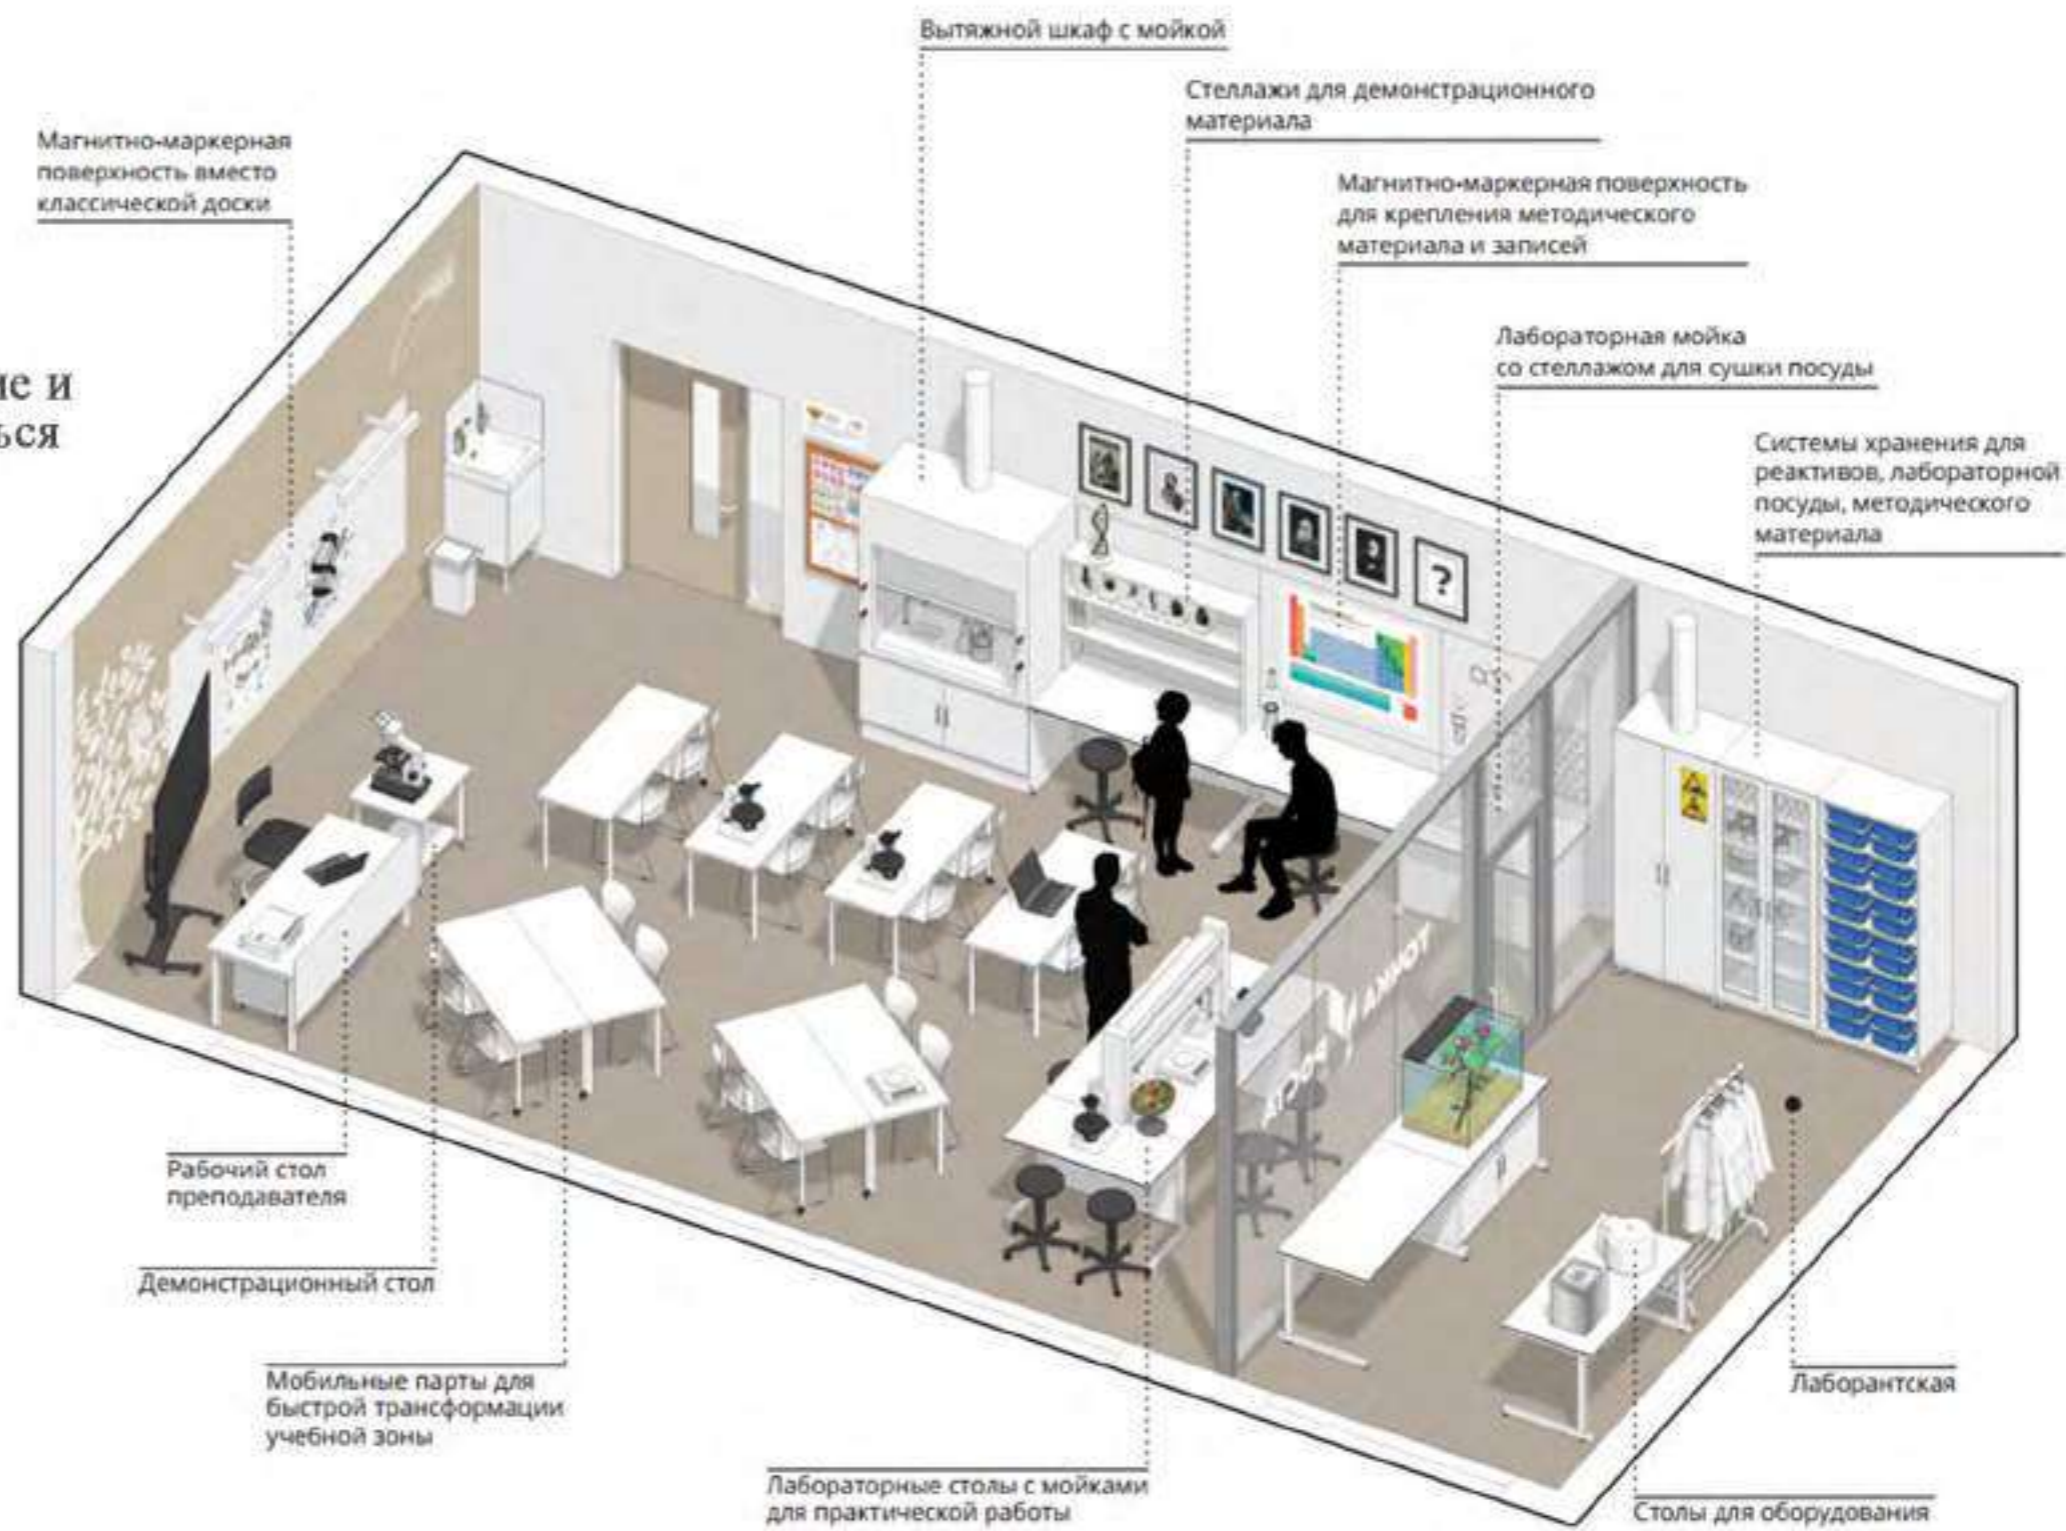 Вытяжной шкаф с мойкой
Стеллажи для демонстрационного
материала
Магнитно-маркерная
поверхность вместо
классической доски
Магнитно-маркерная поверхность
для крепления методического
материала и записей
Лабораторная мойка
со стеллажом для сушки посуды
ие и
ься
Системы хранения для
реактивов, лабораторной
посуды, методического
материала
?
Рабочий стол
преподавателя
Демонстрационный стол
Мобильные парты для
быстрой трансформации
учебной зоны
Лабораторные столы с мойками
для практической работы
Лаборантская
Столы для оборудования